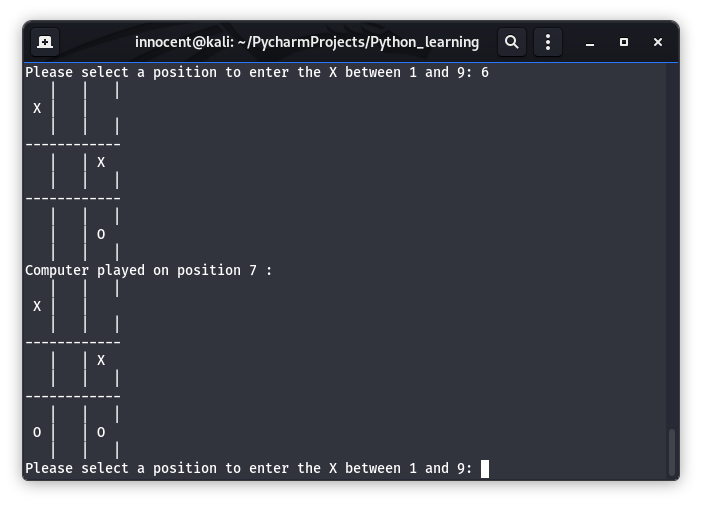 innocent@kali: ~/PycharmProjects/Python_learning
Please select a position to enter the X between 1 and 9: 6
   |   |   |
 X |   |
   |   |   |
------------
   |   | X
   |   |   |
------------
   |   |   |
   |   | O
   |   |   |
Computer played on position 7 :
   |   |   |
 X |   |
   |   |   |
------------
   |   | X
   |   |   |
------------
   |   |   |
 O |   | O
   |   |   |
Please select a position to enter the X between 1 and 9: